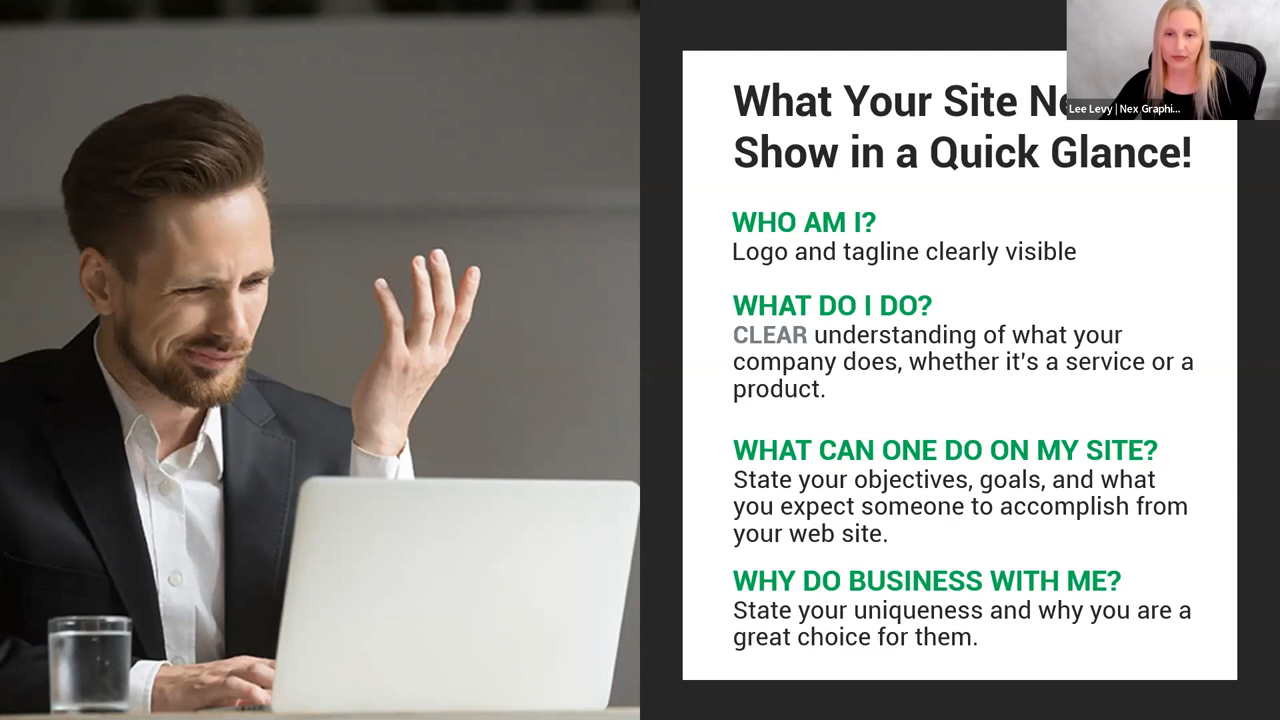 What Your Site
Show in a Quick Glance!
WHO AM I?
Logo and tagline clearly visible
WHAT DO I DO?
CLEAR understanding of what your
company does, whether it's a service or a
product.
WHAT CAN ONE DO ON MY SITE?
State your objectives, goals, and what
you expect someone to accomplish from
your web site.
WHY DO BUSINESS WITH ME?
State your uniqueness and why you are a
great choice for them.
Lee Levy | Nex Graphi...